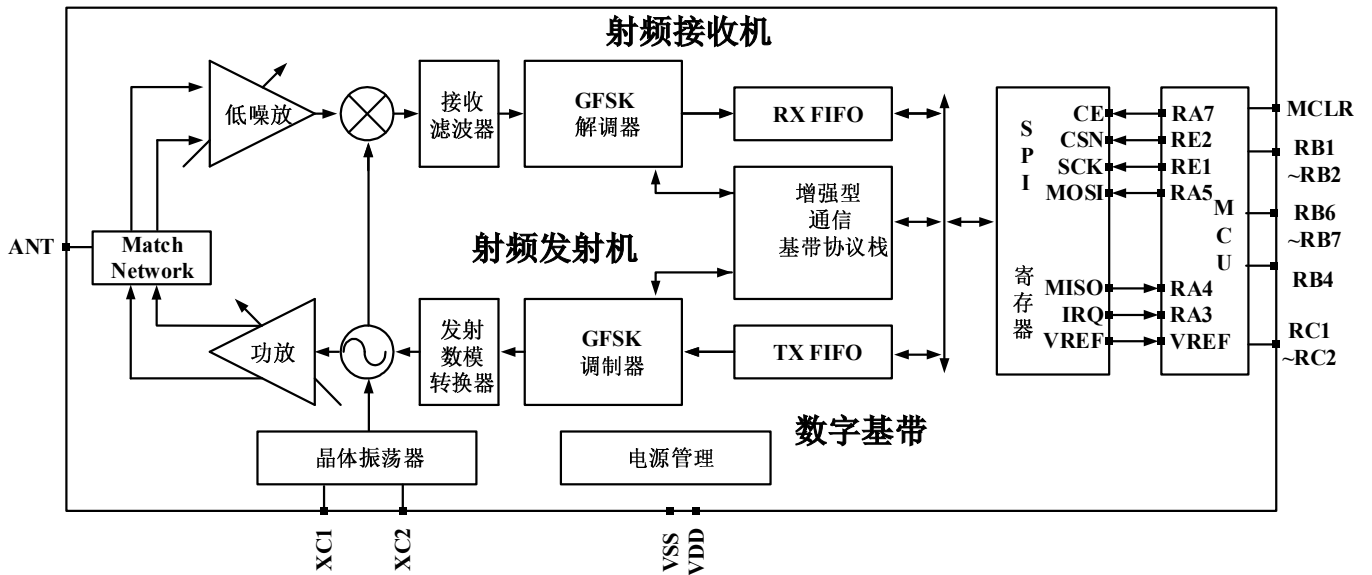 射频接收机
低噪放
接收
滤波器
GFSK
解调器
RX FIFO
增强型
通信
基带协议栈
ANT
Match
Network
射频发射机
功放
发射
数模
转换器
GFSK
调制器
TX FIFO
数字基带
晶体振荡器
电源管理
XC1
XC2
VSS
VDD
SPI
寄存器
CE
CSN
SCK
MOSI
MISO
IRQ
VREF
RA7
RE2
RE1
RA5
RA4
RA3
VREF
MCU
MCLR
RB1
~RB2
RB6
~RB7
RB4
RC1
~RC2